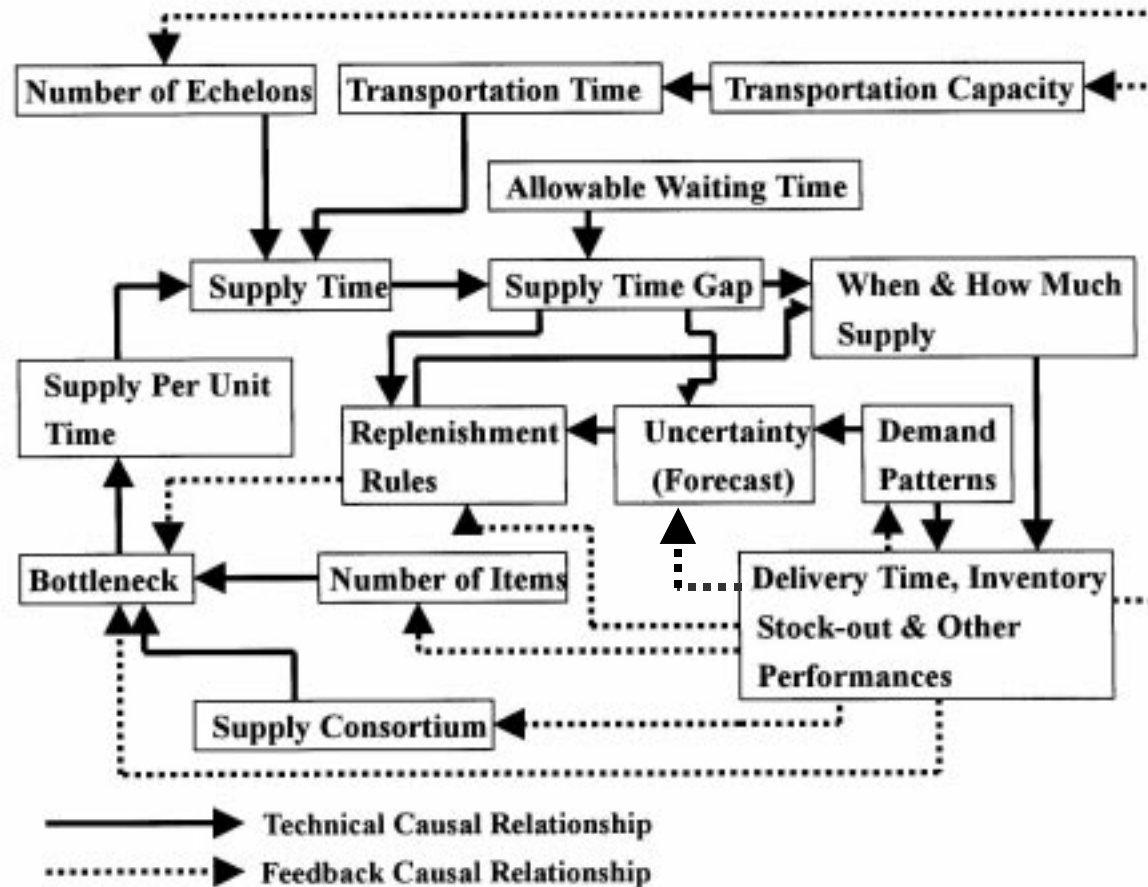 Number of Echelons
Transportation Time
Transportation Capacity
Allowable Waiting Time
Supply Time
Supply Time Gap
When & How Much
Supply
Supply Per Unit
Time
Replenishment
Rules
Uncertainty
(Forecast)
Demand
Patterns
Bottleneck
Number of Items
Delivery Time, Inventory
Stock-out & Other
Performances
Supply Consortium
Technical Causal Relationship
Feedback Causal Relationship